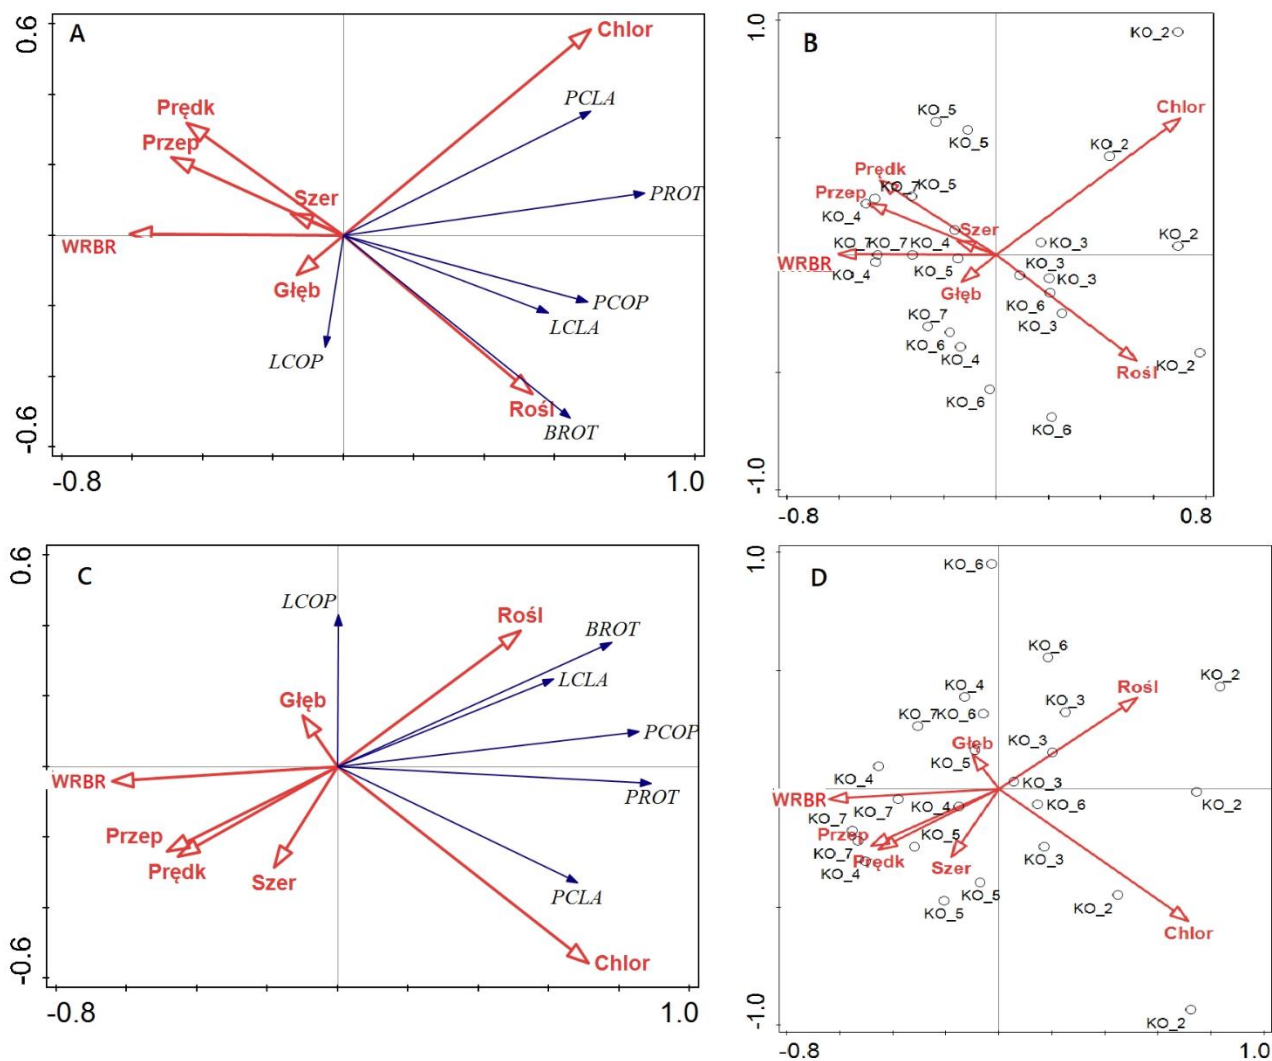 A
0.6
-0.6
-0.8
1.0
Chlor
PCLA
Prędk
Przep
PROT
Szer
WRBR
Głęb
PCOP
LCLA
LCOP
Rośl
BROT
B
1.0
-1.0
-0.8
0.8
KO_2
Chlor
KO_5
KO_5
KO_2
Prędk
KO_7
KO_5
Przep
KO_4
Szer
KO_2
KO_7
KO_7
KO_4
KO_3
WRBR
KO_4
KO_5
KO_3
KO_3
Głęb
KO_6
KO_7
KO_3
KO_6
KO_4
Rośl
KO_2
KO_6
KO_6
C
0.6
-0.6
-0.8
1.0
LCOP
Rośl
BROT
LCLA
Głęb
PCOP
WRBR
PROT
Przep
Prędk
Szer
PCLA
Chlor
D
1.0
-1.0
-0.8
1.0
KO_6
KO_6
KO_2
KO_4
Rośl
KO_7
KO_6
KO_3
Głęb
KO_3
KO_5
KO_4
KO_3
WRBR
KO_7
KO_7
KO_4
KO_6
KO_2
Przep
KO_5
KO_7
Prędk
Szer
KO_3
KO_4
KO_5
KO_5
KO_2
Chlor
KO_2